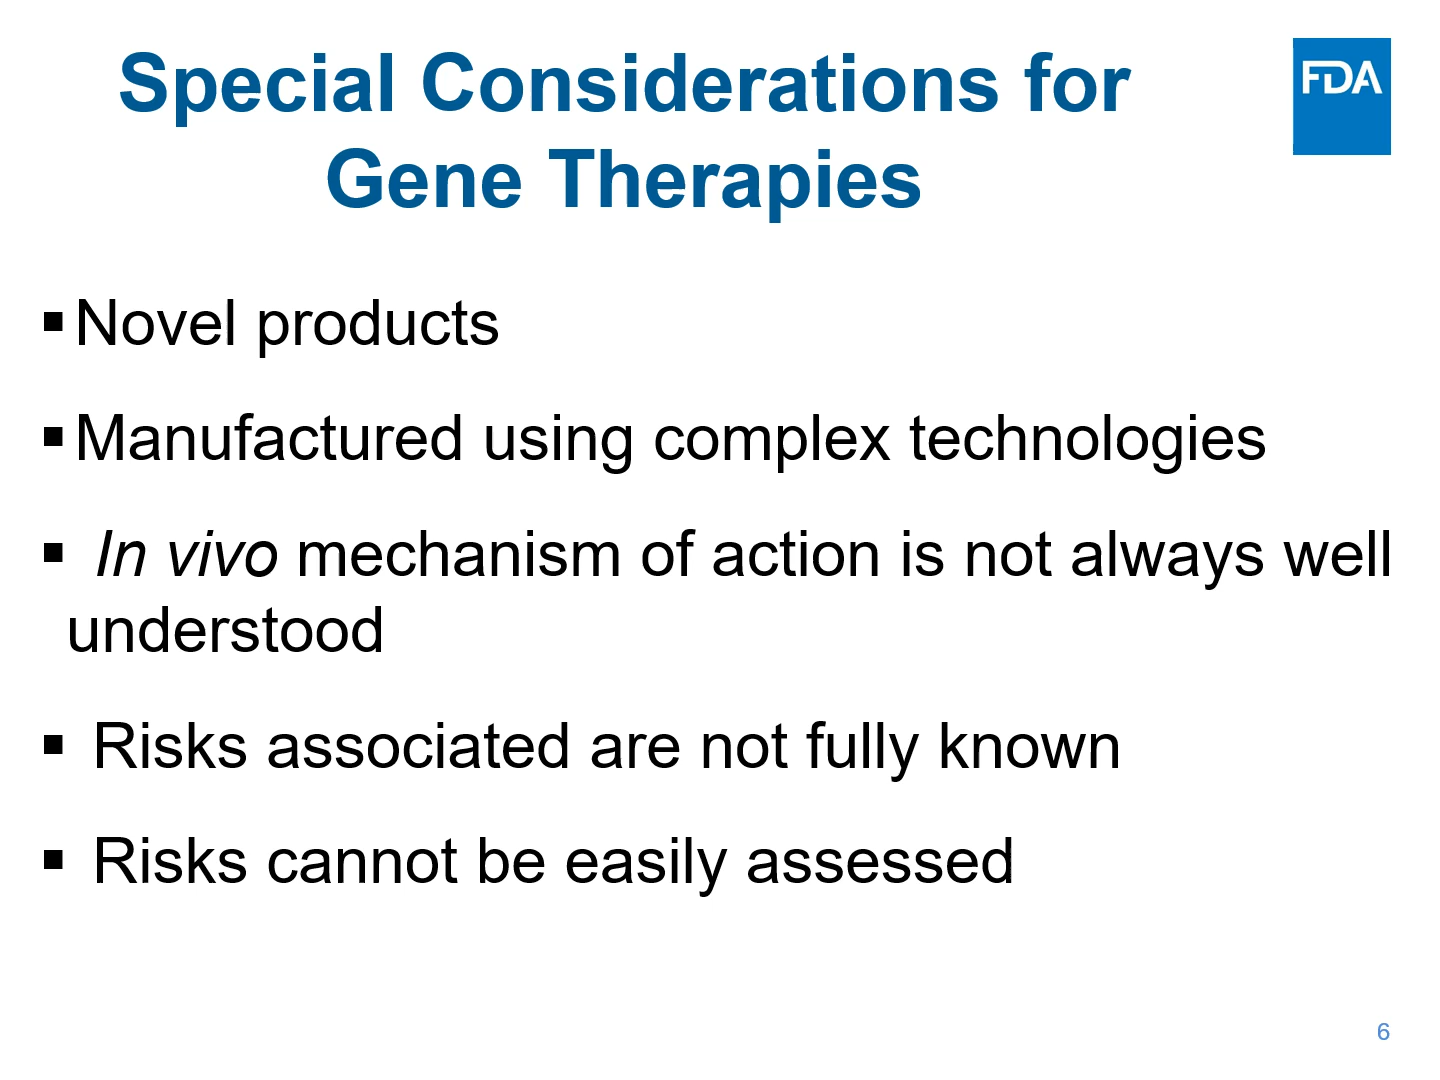 Special Considerations for
Gene Therapies
FDA
▪ Novel products
▪ Manufactured using complex technologies
▪ In vivo mechanism of action is not always well
understood
▪ Risks associated are not fully known
▪ Risks cannot be easily assessed
6